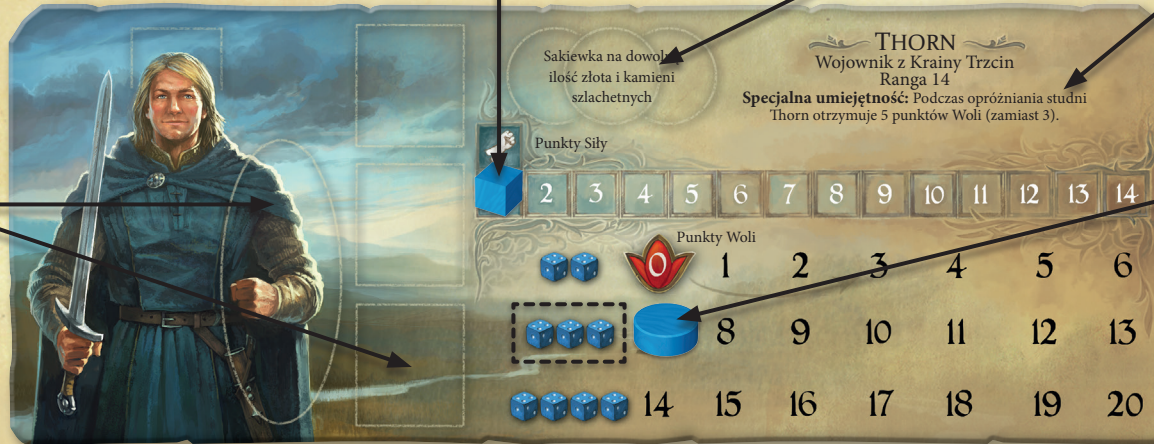 Sakiewka na
ilość złota i kamieni
szlachetnych
THORN
Wojownik z Krainy Trzcin
Ranga 14
Specjalna umiejętność: Podczas opróżniania studni
Thorn otrzymuje 5 punktów Woli (zamiast 3).
Punkty Siły
2 3 4 5 6 7 8 9 10 11 12 13 14
Punkty Woli
0 1 2 3 4 5 6
8 9 10 11 12 13
14 15 16 17 18 19 20